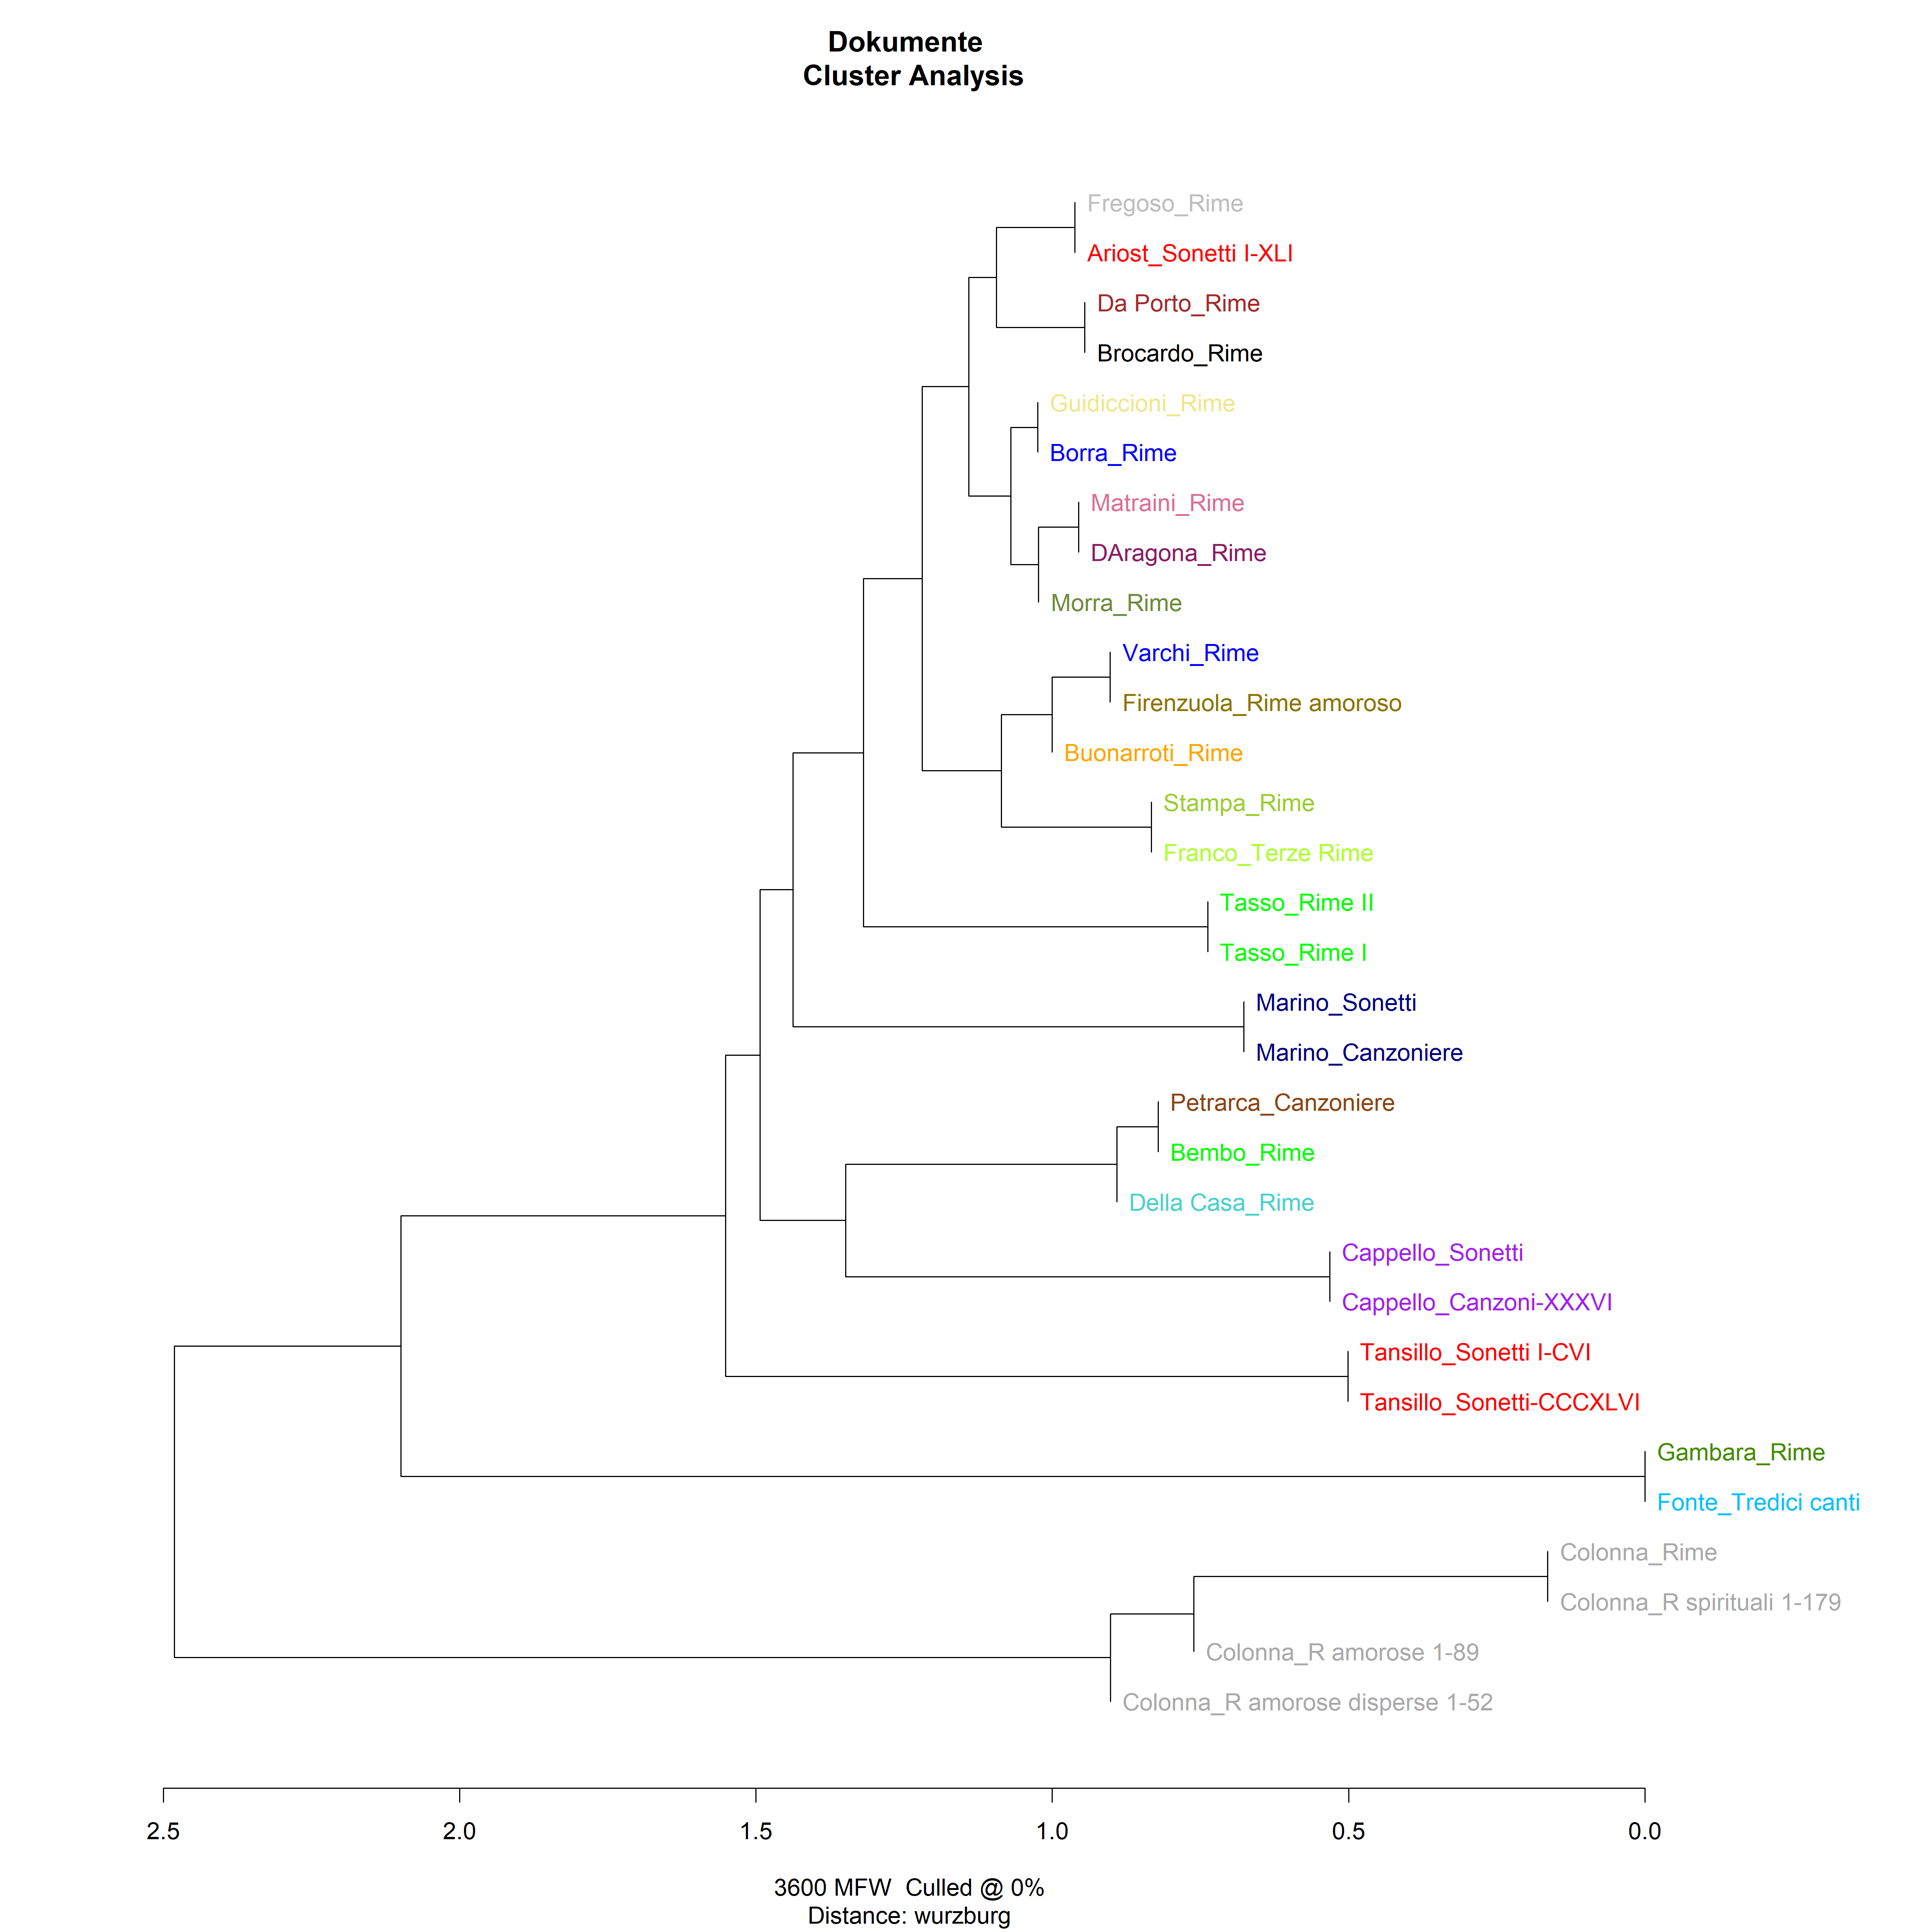 Dokumente
Cluster Analysis
Fregoso_Rime
Ariost_Sonetti I-XLI
Da Porto_Rime
Brocardo_Rime
Guidiccioni_Rime
Borra_Rime
Matraini_Rime
DAragona_Rime
Morra_Rime
Varchi_Rime
Firenzuola_Rime amoroso
Buonarroti_Rime
Stampa_Rime
Franco_Terze Rime
Tasso_Rime II
Tasso_Rime I
Marino_Sonetti
Marino_Canzoniere
Petrarca_Canzoniere
Bembo_Rime
Della Casa_Rime
Cappello_Sonetti
Cappello_Canzoni-XXXVI
Tansillo_Sonetti I-CVI
Tansillo_Sonetti-CCCXLVI
Gambara_Rime
Fonte_Tredici canti
Colonna_Rime
Colonna_R spirituali 1-179
Colonna_R amorose 1-89
Colonna_R amorose disperse 1-52
2.5 2.0 1.5 1.0 0.5 0.0
3600 MFW Culled @ 0%
Distance: wurzburg